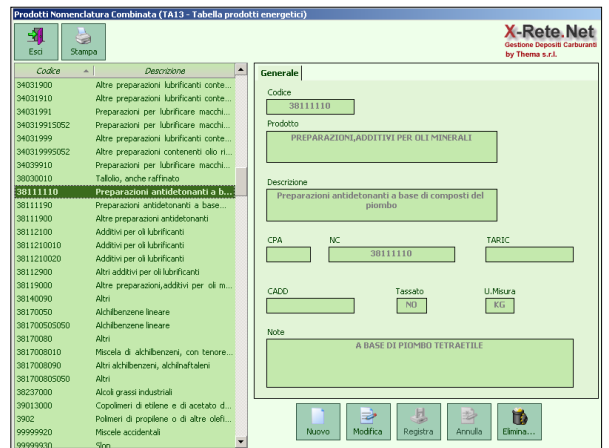 Prodotti Nomenclatura Combinata (TA13 - Tabella prodotti energetici)
Esci
Stampa
X-Rete.Net
Gestione Depositi Carburanti
by Thema s.r.l.
Codice Descrizione
34031900 Altre preparazioni lubrificanti conte...
34031910 Altre preparazioni lubrificanti conte...
34031991 Preparazioni per lubrificare macchi...
340319915052 Preparazioni per lubrificare macchi...
34031999 Altre preparazioni lubrificanti conte...
340319995052 Altre preparazioni contenenti olio ri...
34039910 Preparazioni per lubrificare macchi...
38030010 Tallolio, anche raffinato
38111110 Preparazioni antidetonanti a b...
38111190 Preparazioni antidetonanti a base...
38111900 Altre preparazioni antidetonanti
38112100 Additivi per oli lubrificanti
3811210010 Additivi per oli lubrificanti
3811210020 Additivi per oli lubrificanti
38112900 Altri additivi per oli lubrificanti
38119000 Altre preparazioni,additivi per oli m...
38140090 Altri
38170050 Alchilbenzene lineare
381700505050 Alchilbenzene lineare
38170080 Altri
3817008010 Miscela di alchilbenzeni, con tenore...
3817008090 Altri alchilbenzeni, alchilnaftaleni
381700805050 Altri
38237000 Alcoli grassi industriali
39013000 Copolimeri di etilene e di acetato d...
3902 Polimeri di propilene o di altre olefi...
99999920 Miscele accidentali
99999930 Slop
Generale
Codice
38111110
Prodotto
PREPARAZIONI,ADDITIVI PER OLI MINERALI
Descrizione
Preparazioni antidetonanti a base di composti del
piombo
CPA NC TARIC
38111110
CADD Tassato U.Misura
NO KG
Note
A BASE DI PIOMBO TETRAETILE
Nuovo Modifica Registra Annulla Elimina...